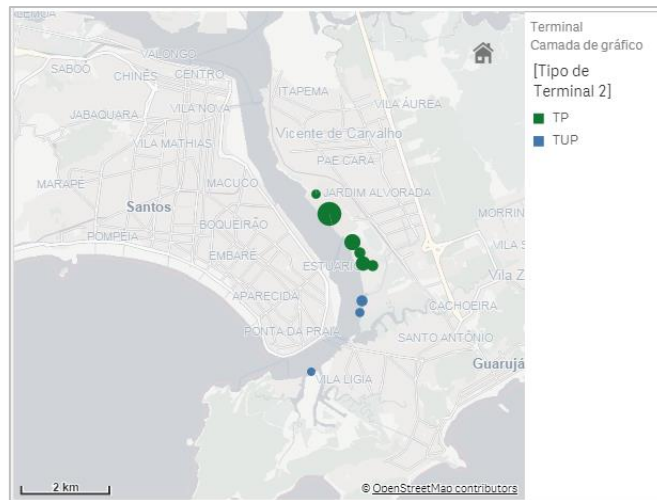 VALONGO
SABOÓ
CHINÊS
CENTRO
ITAPEMA
VILA ÁUREA
JABAQUARA
VILA NOVA
Vicente de Carvalho
VILA MATHIAS
PAE CARÁ
MARAPÉ
MACUCO
JARDIM ALVORADA
Santos
BOQUEIRÃO
MORRIN
POMPÉIA
EMBARÉ
ESTUÁRIO
VILA S
Vila Z
APARECIDA
CACHOEIRA
PONTA DA PRAIA
SANTO ANTÔNIO
Guarujá
VILA LÍGIA
2 km
© OpenStreetMap contributors
Terminal
Camada de gráfico
[Tipo de
Terminal 2]
TP
TUP